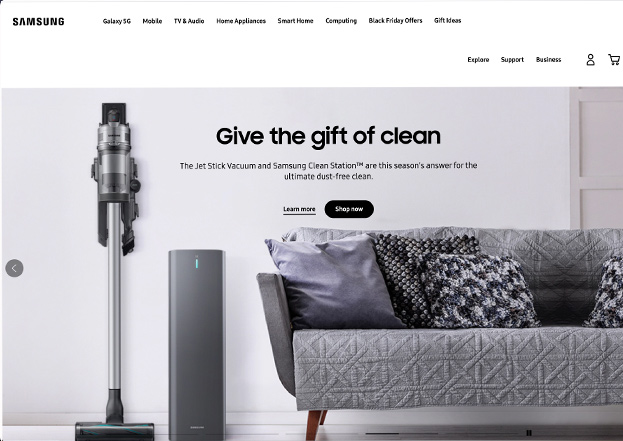 SAMSUNG
Galaxy 5G Mobile TV & Audio Home Appliances Smart Home Computing Black Friday Offers Gift Ideas
Explore Support Business
Give the gift of clean
The Jet Stick Vacuum and Samsung Clean Station™ are this season's answer for the
ultimate dust-free clean.
Learn more Shop now
SAMSUNG